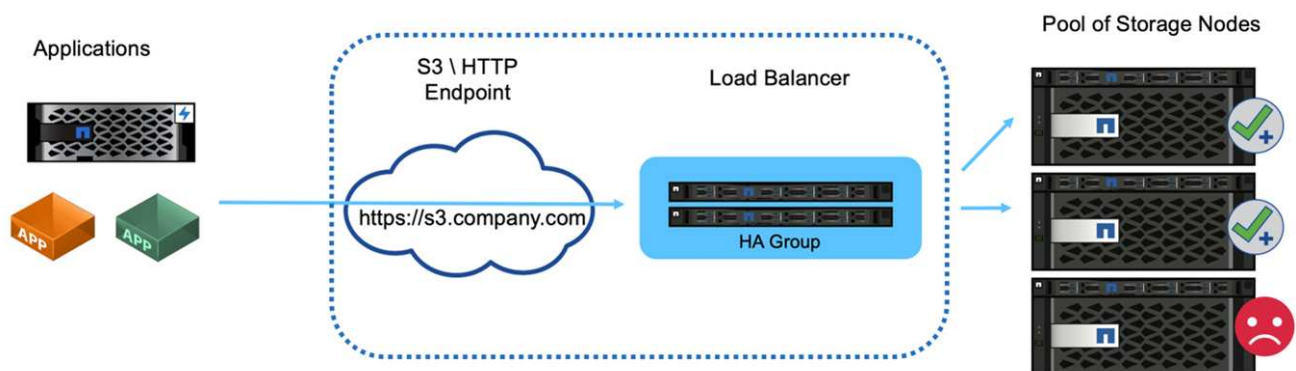 Applications
APP
APP
S3 \ HTTP
Endpoint
https://s3.company.com
Load Balancer
HA Group
Pool of Storage Nodes